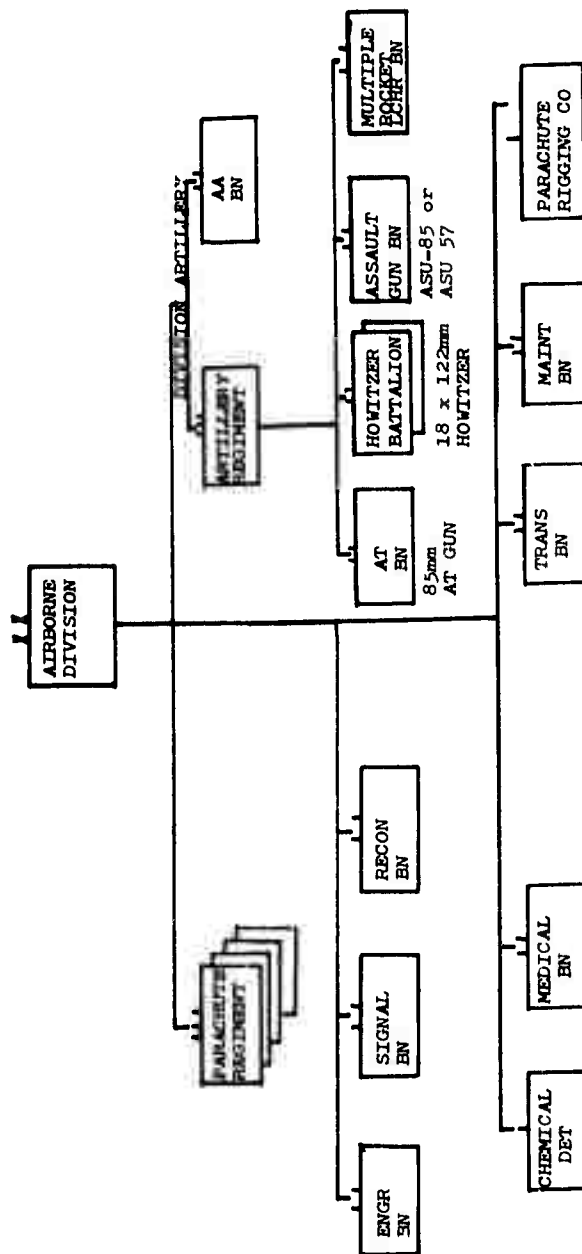 AIRBORNE
DIVISION
DIVISION ARTILLERY
PARACHUTE
REGIMENT
ARTILLERY
REGIMENT
AA
BN
ENGR
BN
SIGNAL
BN
RECON
BN
AT
BN
85mm
AT GUN
HOWITZER
BATTALION
18 x 122mm
HOWITZER
ASSAULT
GUN BN
ASU-85 or
ASU 57
MULTIPLE
ROCKET
LCHR BN
CHEMICAL
DET
MEDICAL
BN
TRANS
BN
MAINT
BN
PARACHUTE
RIGGING CO